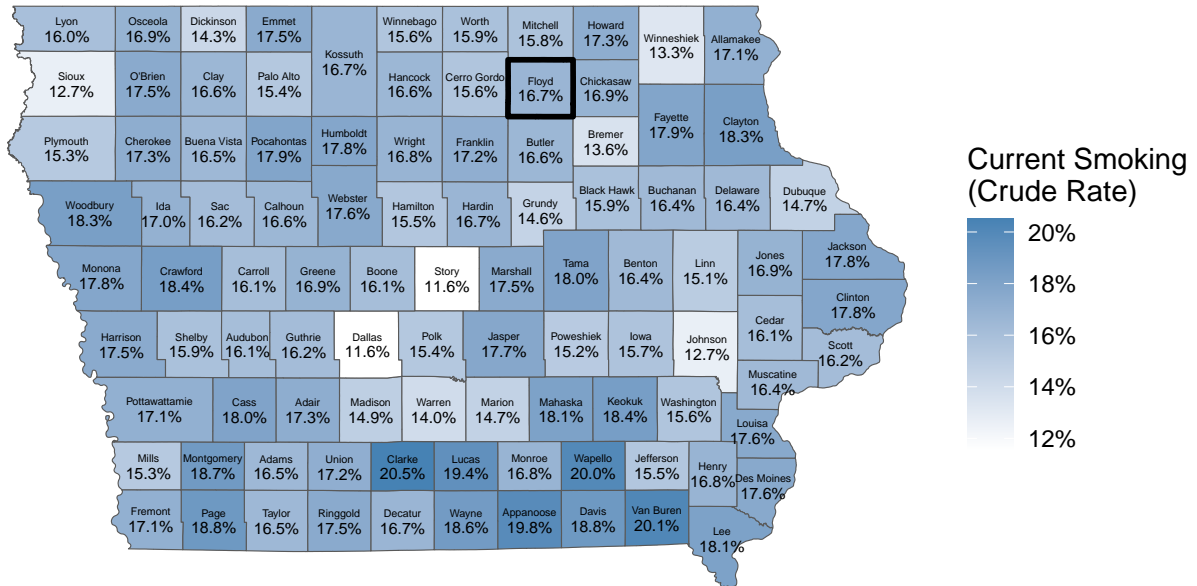 Lyon
16.0%
Osceola
16.9%
Dickinson
14.3%
Emmet
17.5%
Kossuth
16.7%
Winnebago
15.6%
Worth
15.9%
Mitchell
15.8%
Howard
17.3%
Winneshiek
13.3%
Allamakee
17.1%
Sioux
12.7%
O'Brien
17.5%
Clay
16.6%
Palo Alto
15.4%
Hancock
16.6%
Cerro Gordo
15.6%
Floyd
16.7%
Chickasaw
16.9%
Fayette
17.9%
Clayton
18.3%
Plymouth
15.3%
Cherokee
17.3%
Buena Vista
16.5%
Pocahontas
17.9%
Humboldt
17.8%
Wright
16.8%
Franklin
17.2%
Butler
16.6%
Bremer
13.6%
Woodbury
18.3%
Ida
17.0%
Sac
16.2%
Calhoun
16.6%
Webster
17.6%
Hamilton
15.5%
Hardin
16.7%
Grundy
14.6%
Black Hawk
15.9%
Buchanan
16.4%
Delaware
16.4%
Dubuque
14.7%
Monona
17.8%
Crawford
18.4%
Carroll
16.1%
Greene
16.9%
Boone
16.1%
Story
11.6%
Marshall
17.5%
Tama
18.0%
Benton
16.4%
Linn
15.1%
Jones
16.9%
Jackson
17.8%
Clinton
17.8%
Harrison
17.5%
Shelby
15.9%
Audubon
16.1%
Guthrie
16.2%
Dallas
11.6%
Polk
15.4%
Jasper
17.7%
Poweshiek
15.2%
Iowa
15.7%
Johnson
12.7%
Cedar
16.1%
Scott
16.2%
Muscatine
16.4%
Pottawattamie
17.1%
Cass
18.0%
Adair
17.3%
Madison
14.9%
Warren
14.0%
Marion
14.7%
Mahaska
18.1%
Keokuk
18.4%
Washington
15.6%
Louisa
17.6%
Mills
15.3%
Montgomery
18.7%
Adams
16.5%
Union
17.2%
Clarke
20.5%
Lucas
19.4%
Monroe
16.8%
Wapello
20.0%
Jefferson
15.5%
Henry
16.8%
Des Moines
17.6%
Fremont
17.1%
Page
18.8%
Taylor
16.5%
Ringgold
17.5%
Decatur
16.7%
Wayne
18.6%
Appanoose
19.8%
Davis
18.8%
Van Buren
20.1%
Lee
18.1%
Current Smoking
(Crude Rate)
20%
18%
16%
14%
12%